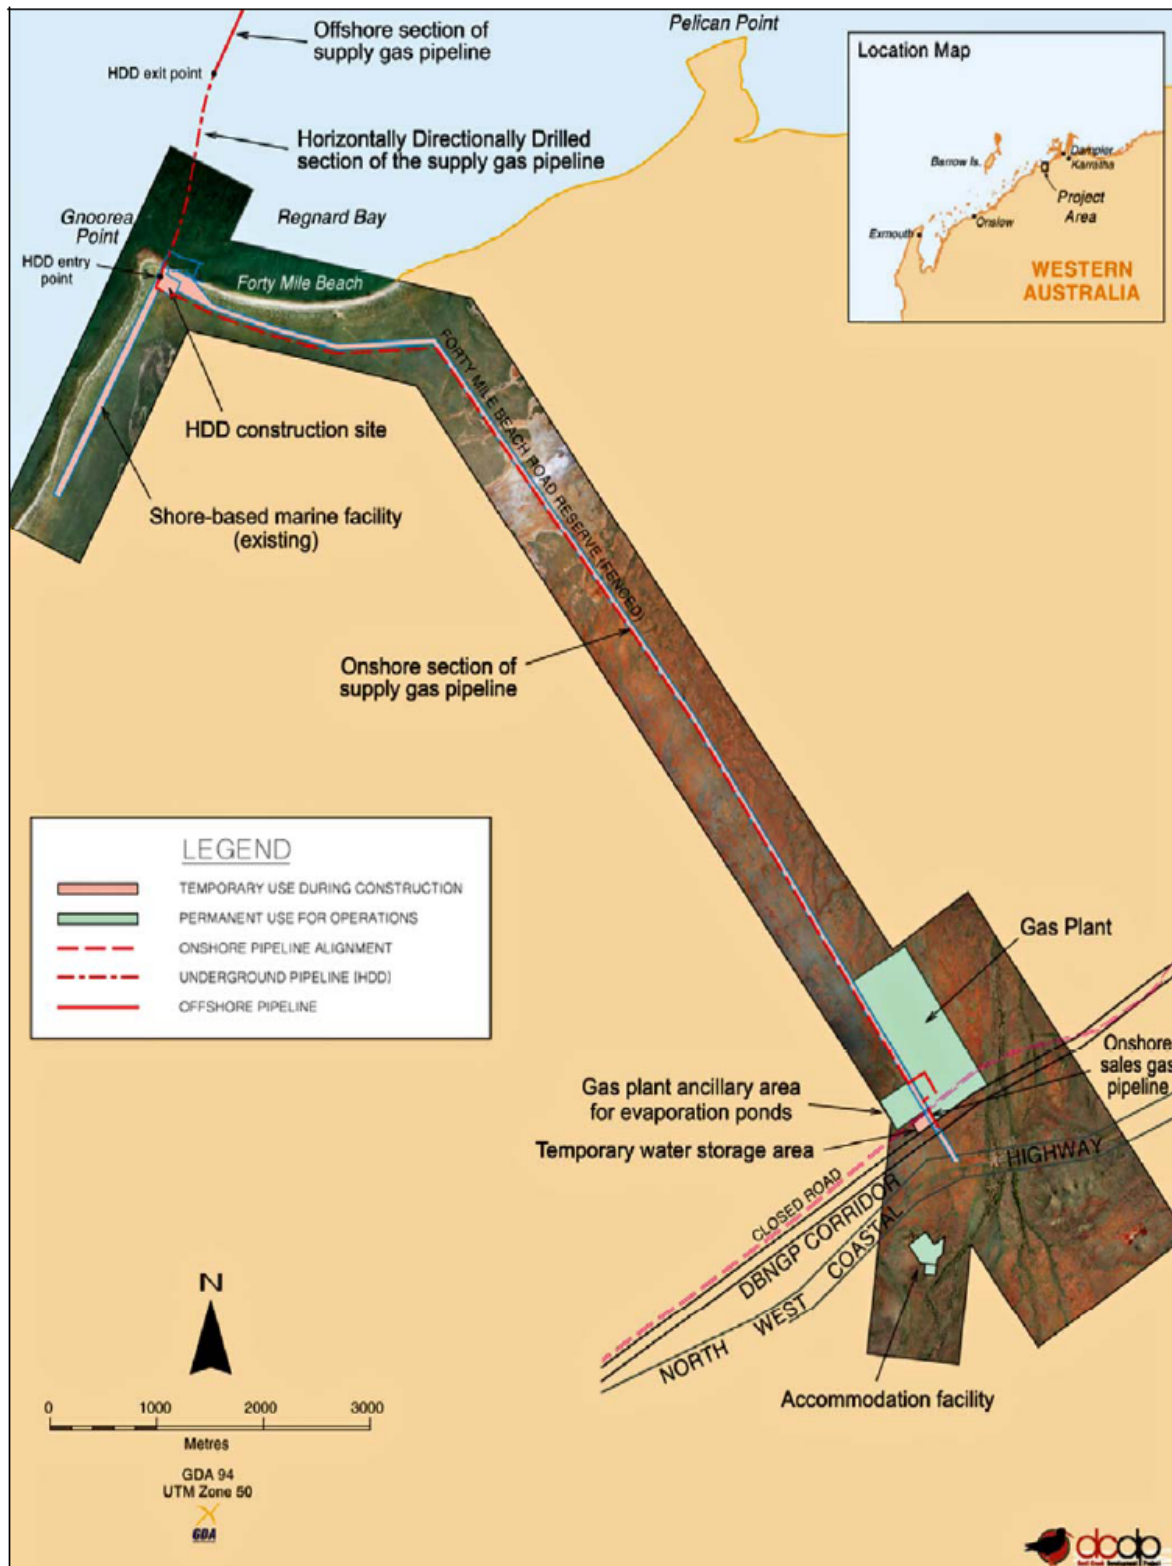 Offshore section of
supply gas pipeline
HDD exit point
Horizontally Directionally Drilled
section of the supply gas pipeline
Pelican Point
Location Map
Barrow Is.
Dampier
Karratha
Project
Area
Onslow
Exmouth
WESTERN
AUSTRALIA
Gnoorea
Point
Regnard Bay
HDD entry
point
Forty Mile Beach
HDD construction site
Shore-based marine facility
(existing)
FORTY MILE BEACH ROAD RESERVE (FENCED)
Onshore section of
supply gas pipeline
LEGEND
TEMPORARY USE DURING CONSTRUCTION
PERMANENT USE FOR OPERATIONS
ONSHORE PIPELINE ALIGNMENT
UNDERGROUND PIPELINE (HDD)
OFFSHORE PIPELINE
Gas Plant
Onshore
sales gas
pipeline
Gas plant ancillary area
for evaporation ponds
Temporary water storage area
CLOSED ROAD
DBNGP CORRIDOR
NORTH WEST COASTAL HIGHWAY
Accommodation facility
N
0 1000 2000 3000
Metres
GDA 94
UTM Zone 50
GDA
dcdp